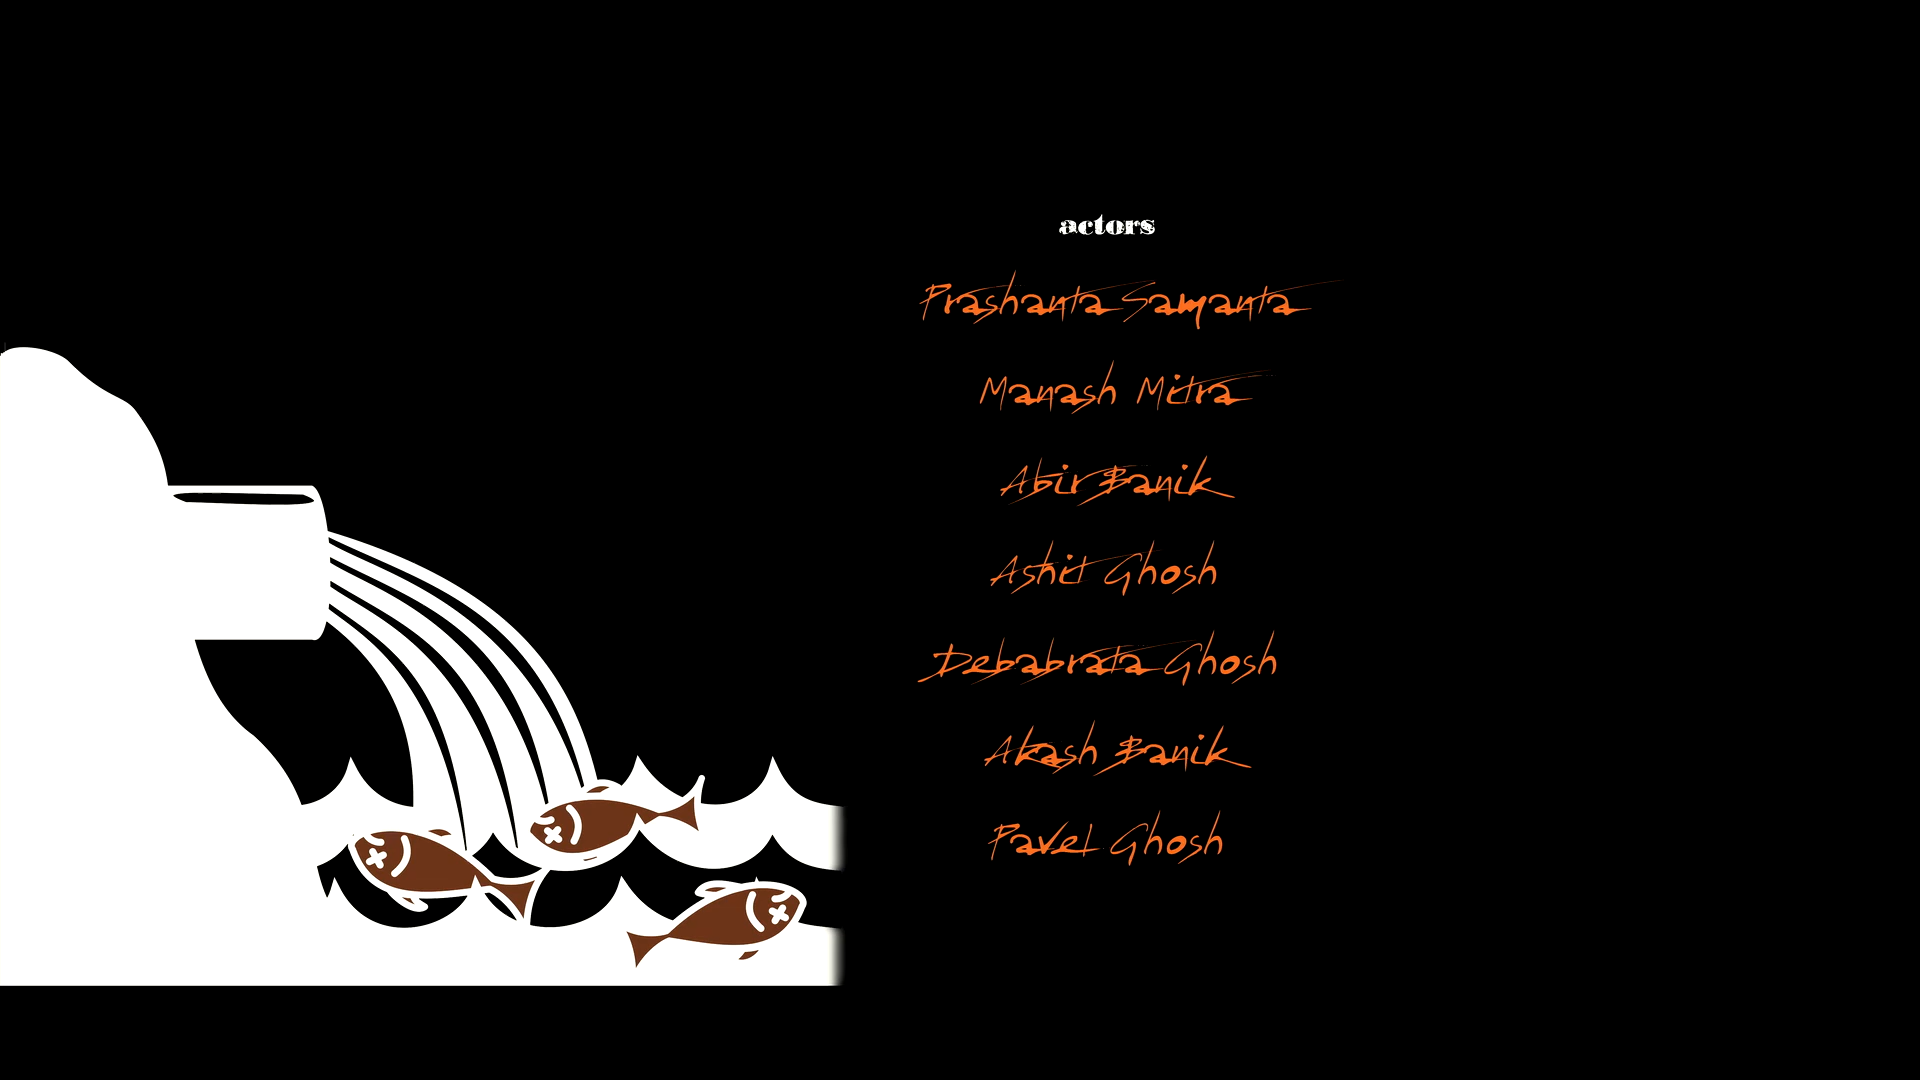 actors
Prashanta Samanta
Manash Mitra
Abir Banik
Ashit Ghosh
Debabrata Ghosh
Akash Banik
Pavel Ghosh